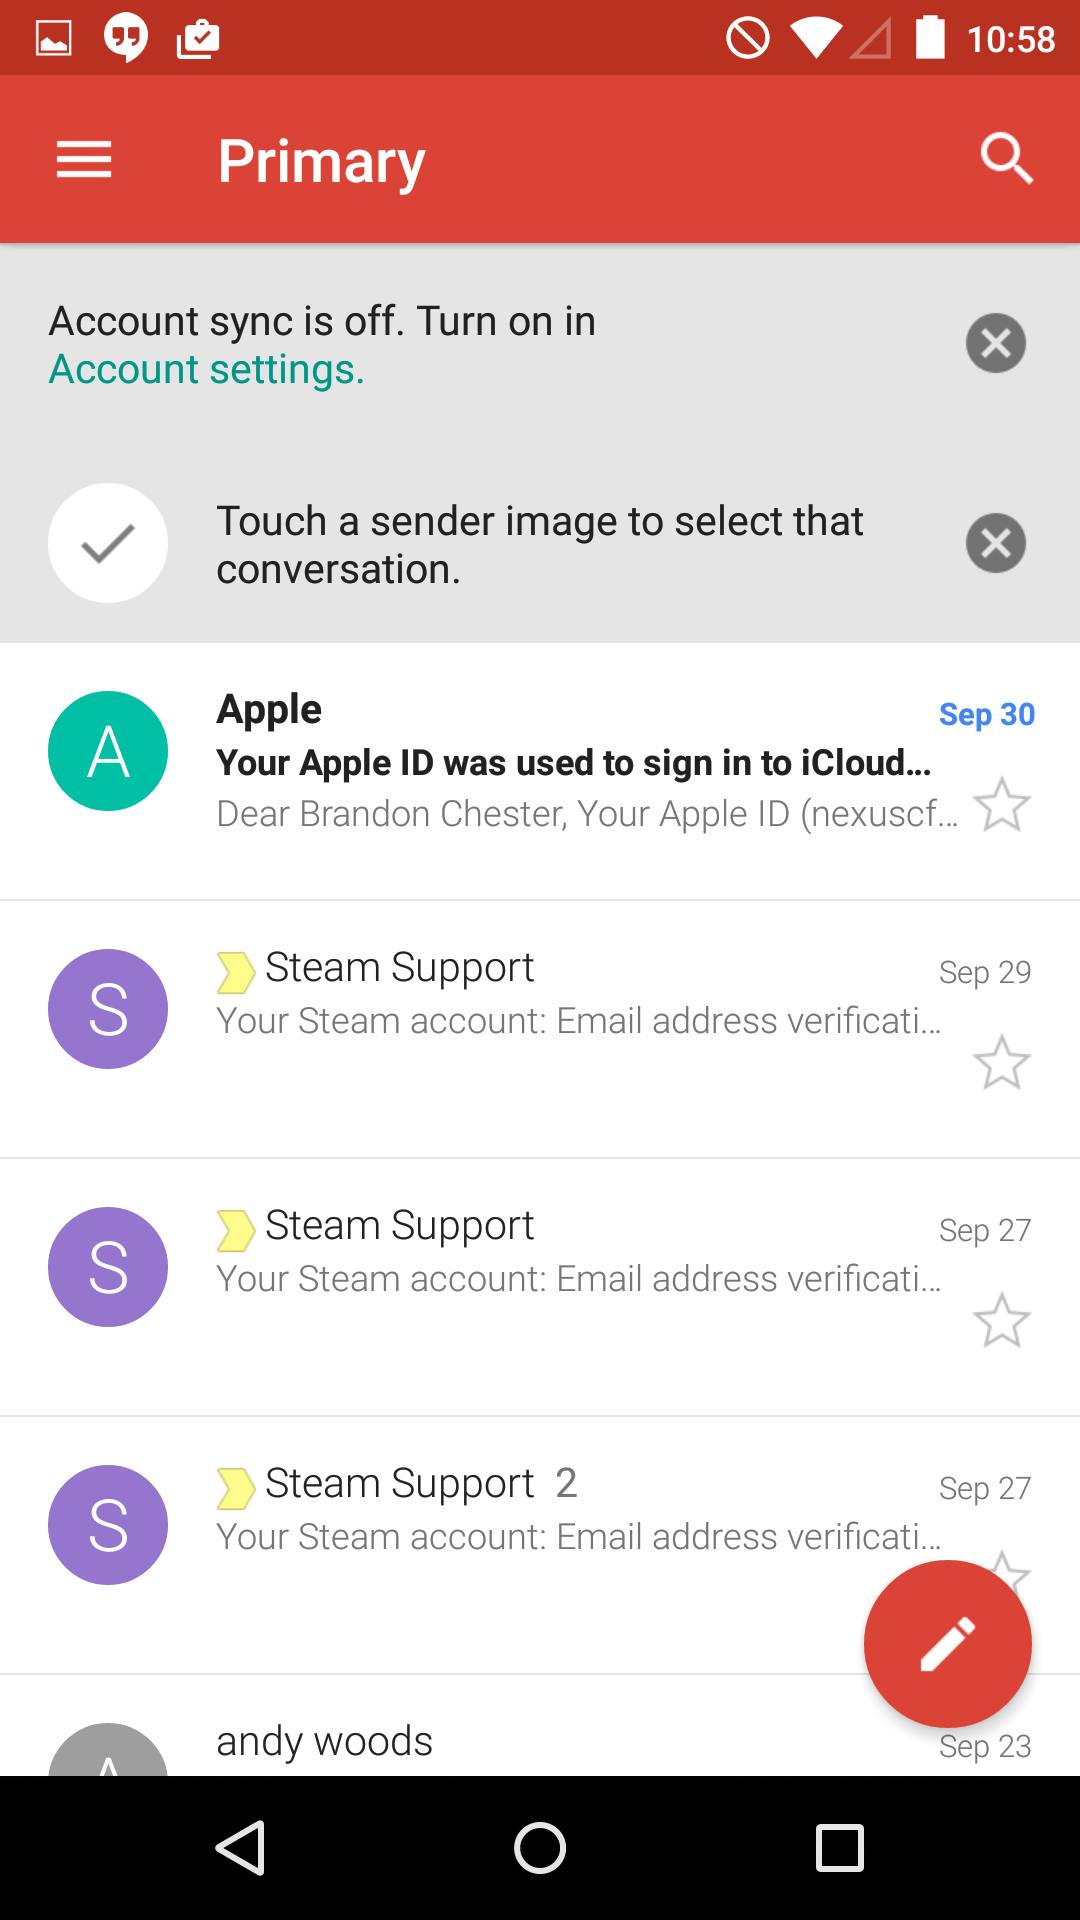 10:58
Primary
Account sync is off. Turn on in
Account settings.
Touch a sender image to select that
conversation.
A
Apple
Sep 30
Your Apple ID was used to sign in to iCloud...
Dear Brandon Chester, Your Apple ID (nexuscf...
S
Steam Support
Sep 29
Your Steam account: Email address verificati...
S
Steam Support
Sep 27
Your Steam account: Email address verificati...
S
Steam Support 2
Sep 27
Your Steam account: Email address verificati...
A
andy woods
Sep 23